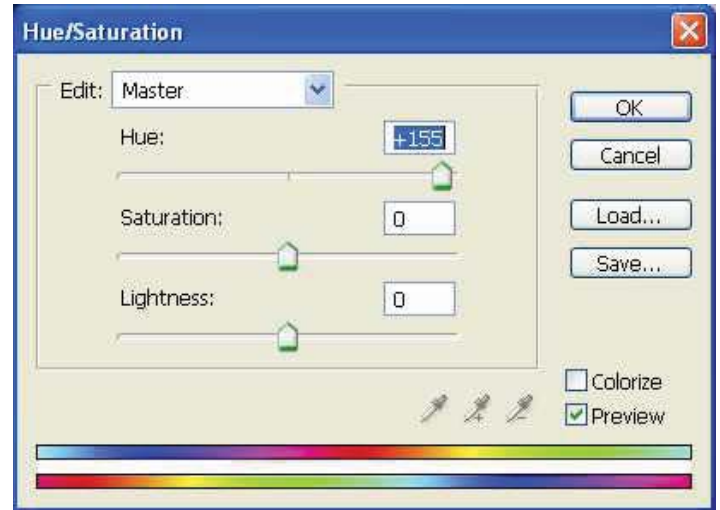 Hue/Saturation
Edit: Master
Hue: +155
Saturation: 0
Lightness: 0
OK
Cancel
Load...
Save...
Colorize
Preview